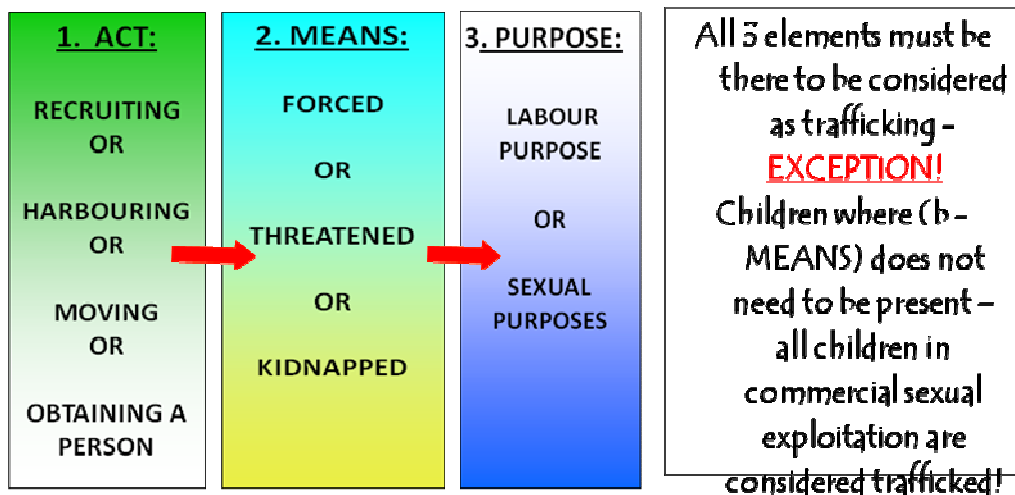 1. ACT:
RECRUITING
OR
HARBOURING
OR
MOVING
OR
OBTAINING A
PERSON
2. MEANS:
FORCED
OR
THREATENED
OR
KIDNAPPED
3. PURPOSE:
LABOUR
PURPOSE
OR
SEXUAL
PURPOSES
All 3 elements must be
there to be considered
as trafficking -
EXCEPTION!
Children where (b -
MEANS) does not
need to be present –
all children in
commercial sexual
exploitation are
considered trafficked!